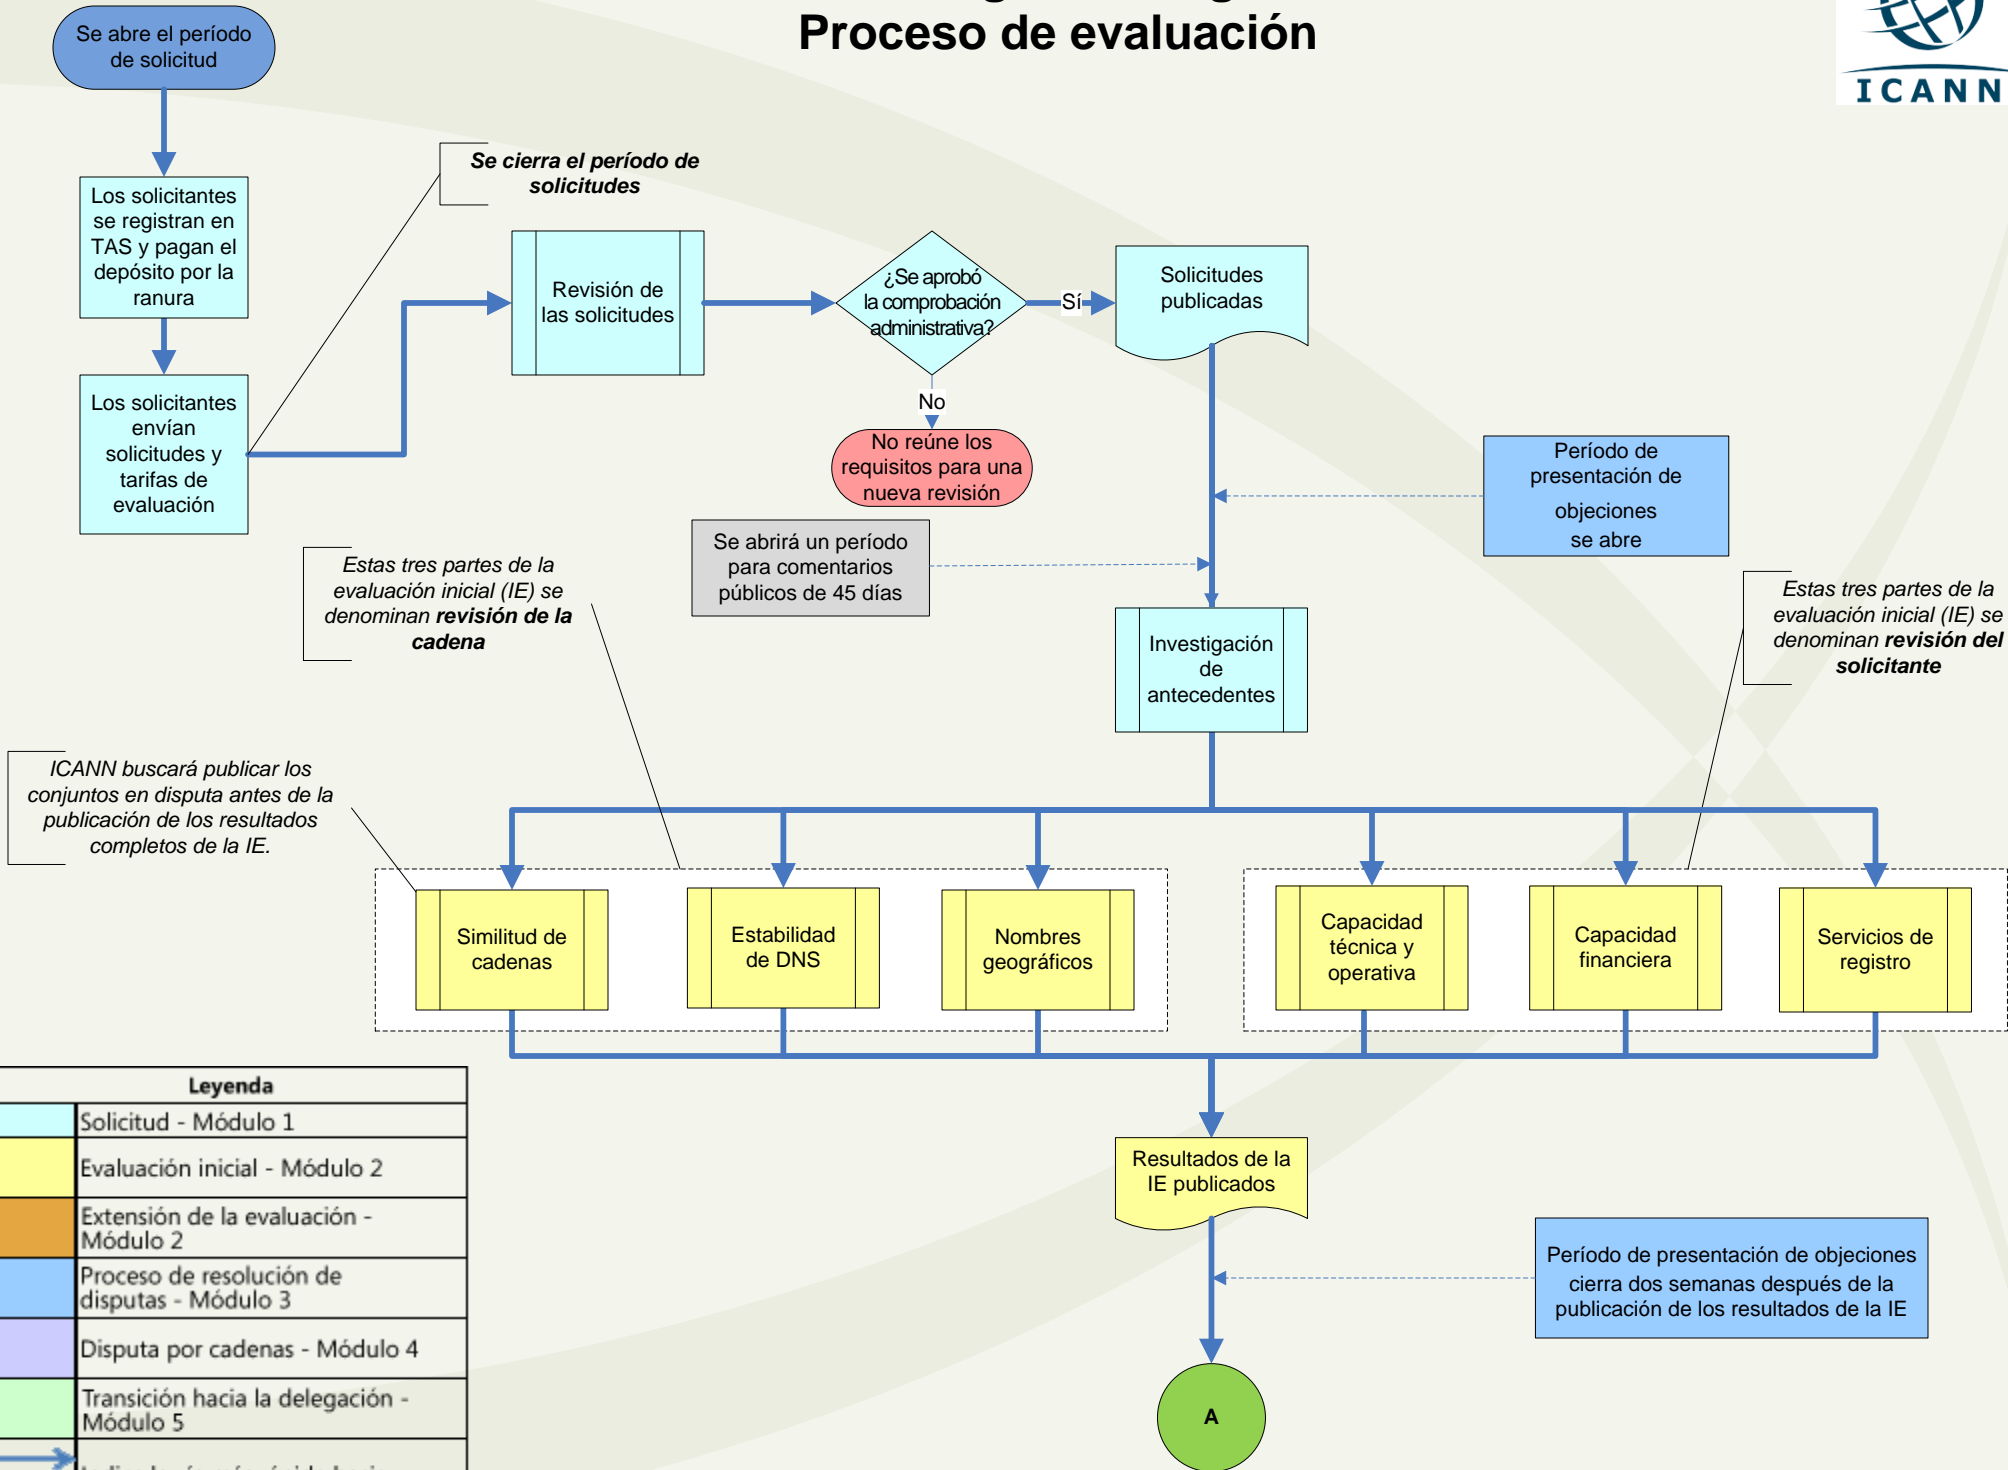 Proceso de evaluación
ICANN
Se abre el período
de solicitud
Los solicitantes
se registran en
TAS y pagan el
depósito por la
ranura
Los solicitantes
envían
solicitudes y
tarifas de
evaluación
Se cierra el período de
solicitudes
Revisión de
las solicitudes
¿Se aprobó
la comprobación
administrativa?
Sí
No
No reúne los
requisitos para una
nueva revisión
Solicitudes
publicadas
Período de
presentación de
objeciones
se abre
Se abrirá un período
para comentarios
públicos de 45 días
Investigación
de
antecedentes
Estas tres partes de la
evaluación inicial (IE) se
denominan revisión de la
cadena
Estas tres partes de la
evaluación inicial (IE) se
denominan revisión del
solicitante
ICANN buscará publicar los
conjuntos en disputa antes de la
publicación de los resultados
completos de la IE.
Similitud de
cadenas
Estabilidad
de DNS
Nombres
geográficos
Capacidad
técnica y
operativa
Capacidad
financiera
Servicios de
registro
Resultados de la
IE publicados
Período de presentación de objeciones
cierra dos semanas después de la
publicación de los resultados de la IE
A
Leyenda
Solicitud - Módulo 1
Evaluación inicial - Módulo 2
Extensión de la evaluación -
Módulo 2
Proceso de resolución de
disputas - Módulo 3
Disputa por cadenas - Módulo 4
Transición hacia la delegación -
Módulo 5